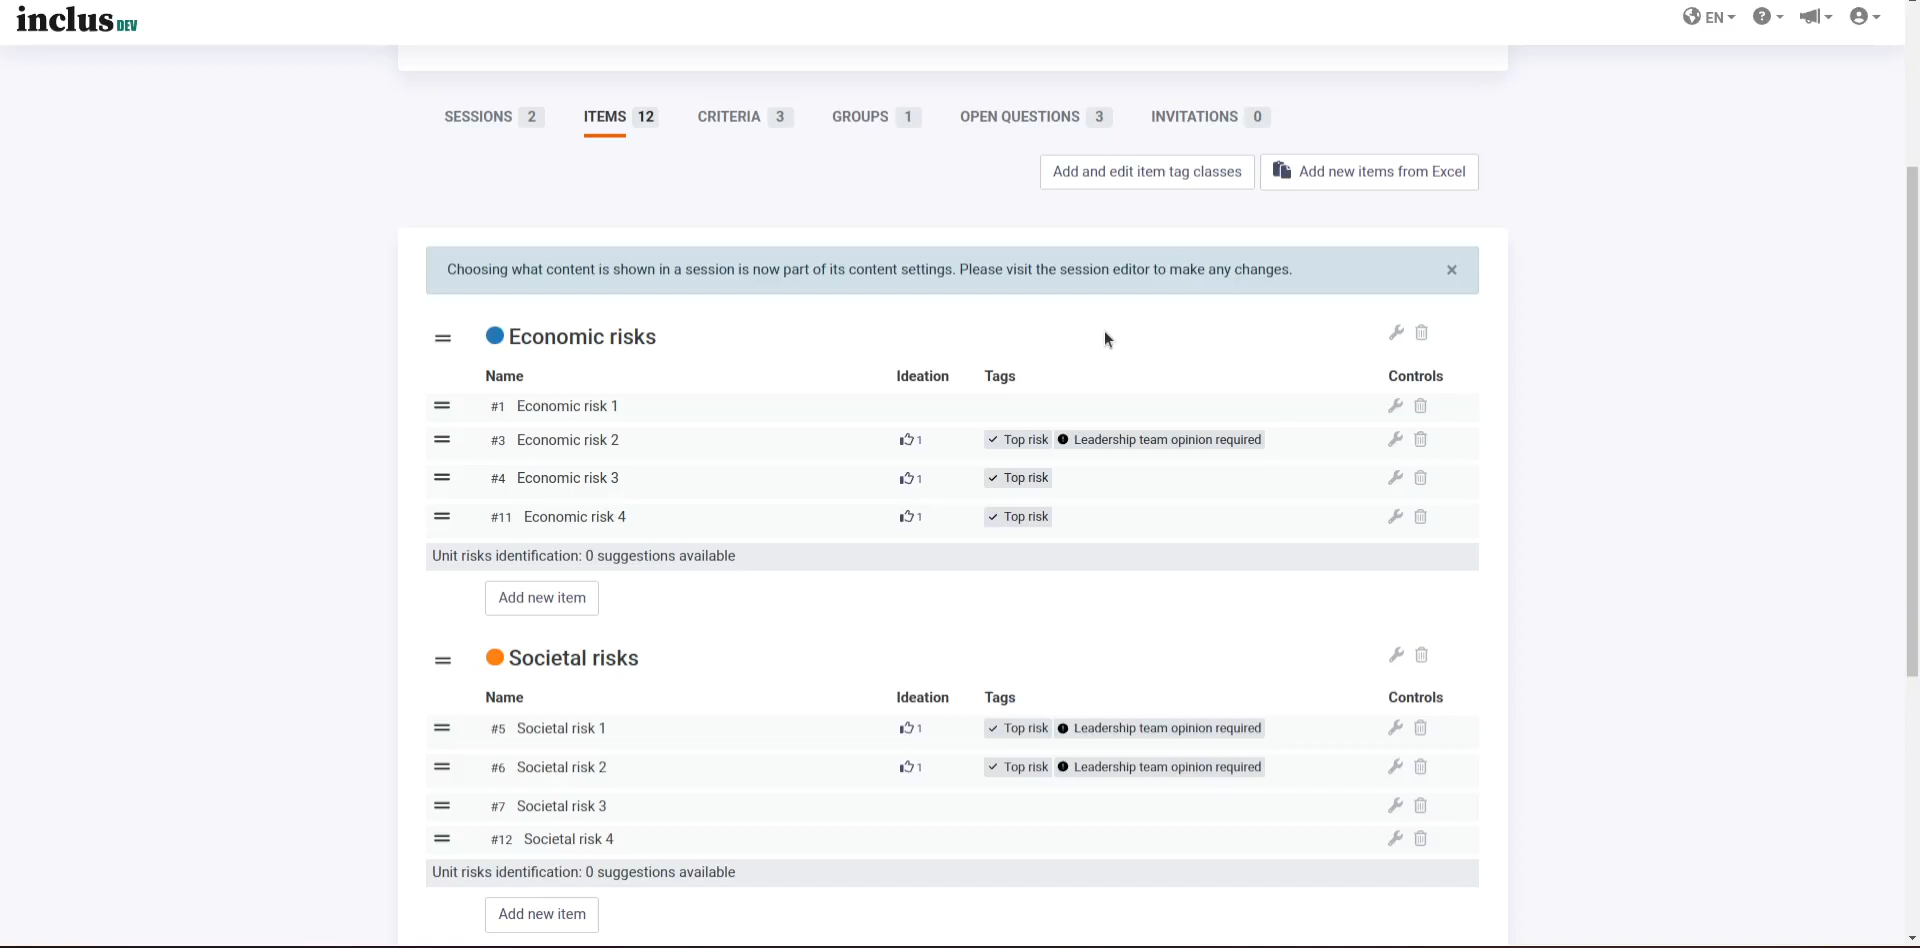 inclus DEV
EN
SESSIONS 2 ITEMS 12 CRITERIA 3 GROUPS 1 OPEN QUESTIONS 3 INVITATIONS 0
Add and edit item tag classes Add new items from Excel
Choosing what content is shown in a session is now part of its content settings. Please visit the session editor to make any changes. ×
Economic risks
Name Ideation Tags Controls
#1 Economic risk 1
#3 Economic risk 2 1 ✓ Top risk Leadership team opinion required
#4 Economic risk 3 1 ✓ Top risk
#11 Economic risk 4 1 ✓ Top risk
Unit risks identification: 0 suggestions available
Add new item
Societal risks
Name Ideation Tags Controls
#5 Societal risk 1 1 ✓ Top risk Leadership team opinion required
#6 Societal risk 2 1 ✓ Top risk Leadership team opinion required
#7 Societal risk 3
#12 Societal risk 4
Unit risks identification: 0 suggestions available
Add new item